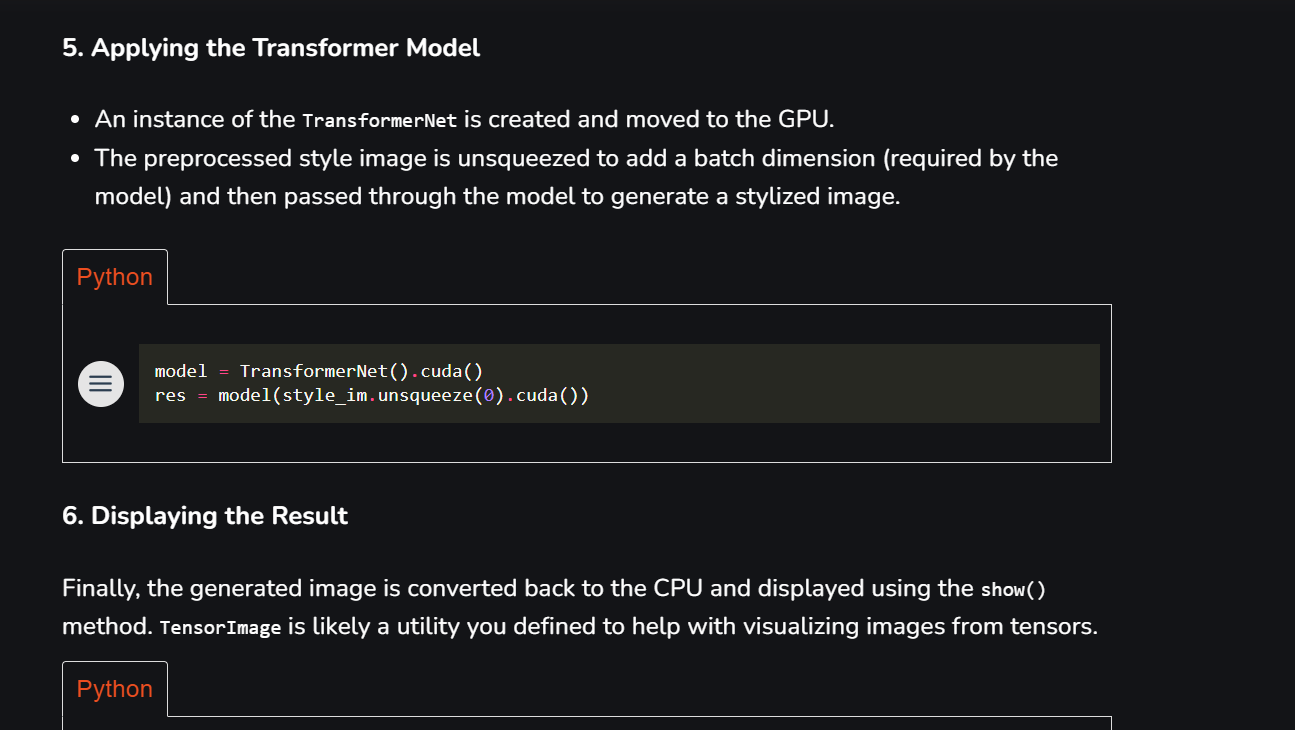 5. Applying the Transformer Model
• An instance of the TransformerNet is created and moved to the GPU.
• The preprocessed style image is unsqueezed to add a batch dimension (required by the
model) and then passed through the model to generate a stylized image.
Python
model = TransformerNet().cuda()
res = model(style_im.unsqueeze(0).cuda())
6. Displaying the Result
Finally, the generated image is converted back to the CPU and displayed using the show()
method. TensorImage is likely a utility you defined to help with visualizing images from tensors.
Python